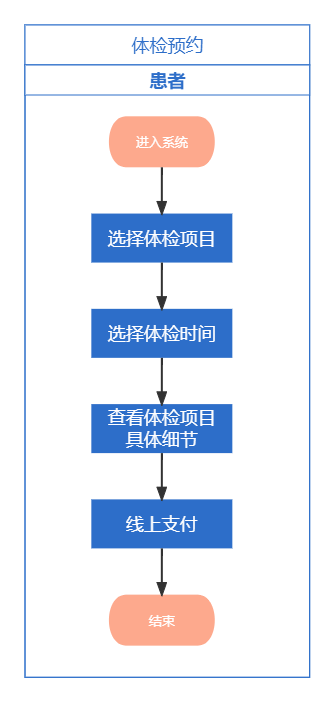 体检预约
患者
进入系统
选择体检项目
选择体检时间
查看体检项目
具体细节
线上支付
结束